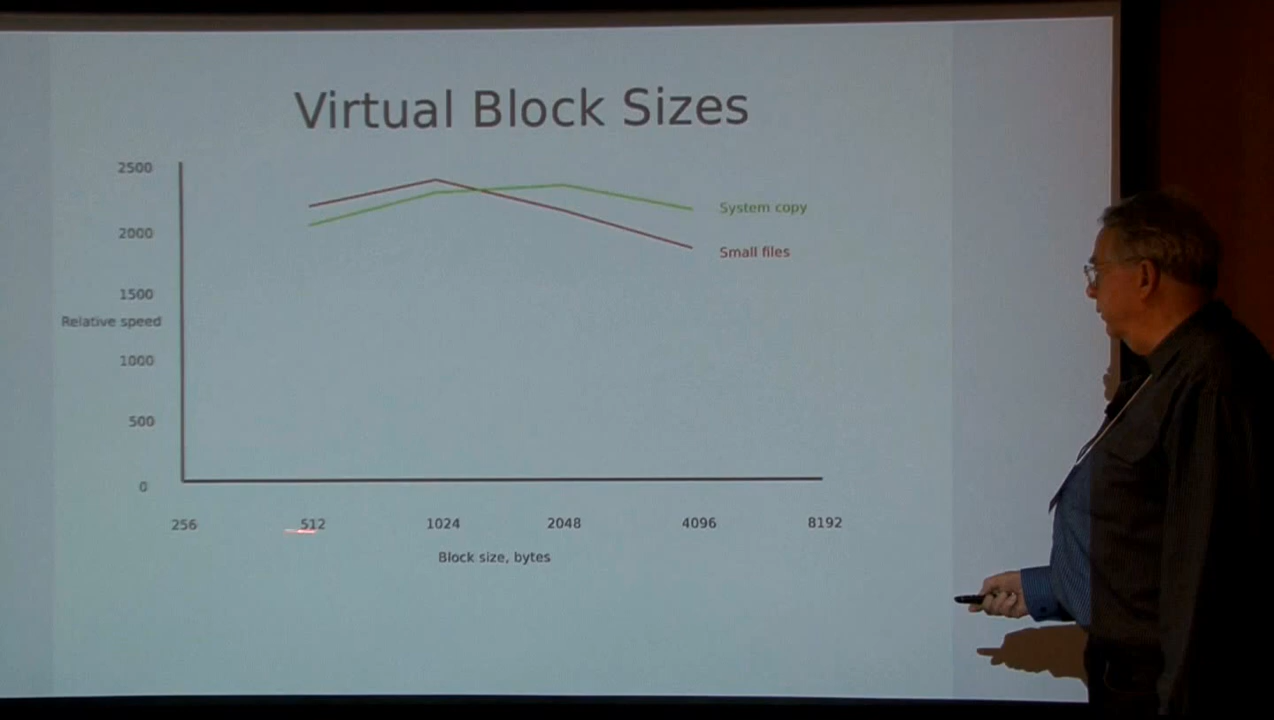 Virtual Block Sizes
2500
2000
1500
Relative speed
1000
500
0
System copy
Small files
256 512 1024 2048 4096 8192
Block size, bytes